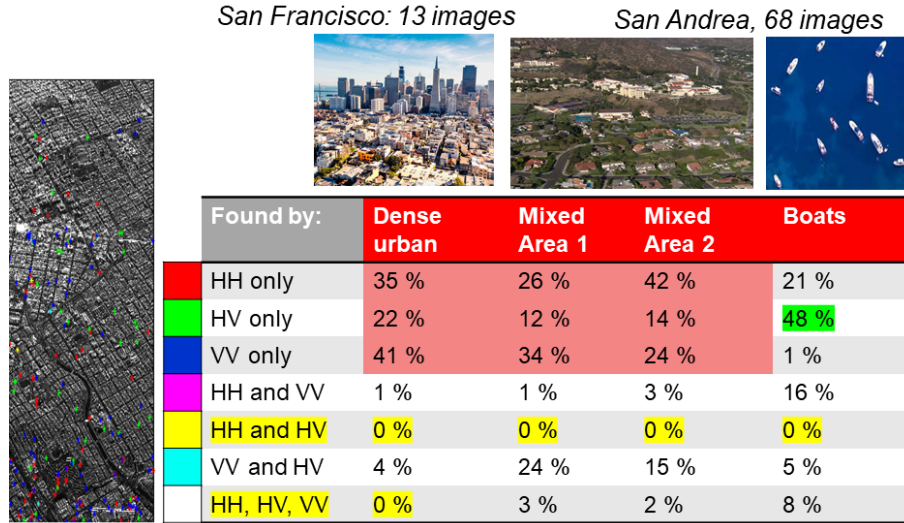 San Francisco: 13 images
San Andrea, 68 images
Found by: Dense urban Mixed Area 1 Mixed Area 2 Boats
HH only 35 % 26 % 42 % 21 %
HV only 22 % 12 % 14 % 48 %
VV only 41 % 34 % 24 % 1 %
HH and VV 1 % 1 % 3 % 16 %
HH and HV 0 % 0 % 0 % 0 %
VV and HV 4 % 24 % 15 % 5 %
HH, HV, VV 0 % 3 % 2 % 8 %